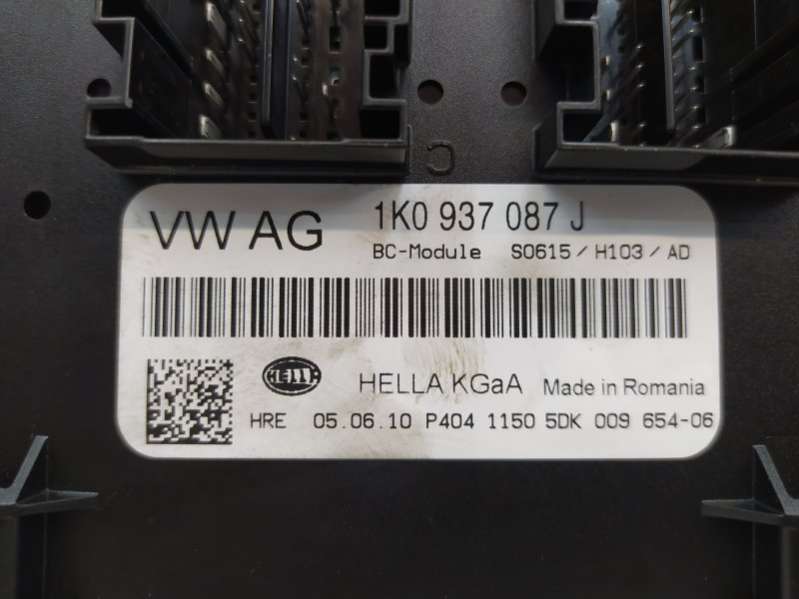 C
VW AG
1K0 937 087 J
BC-Module S0615 / H103 / AD
HELLA
HELLA KGaA Made in Romania
HRE 05.06.10 P404 1150 5DK 009 654-06